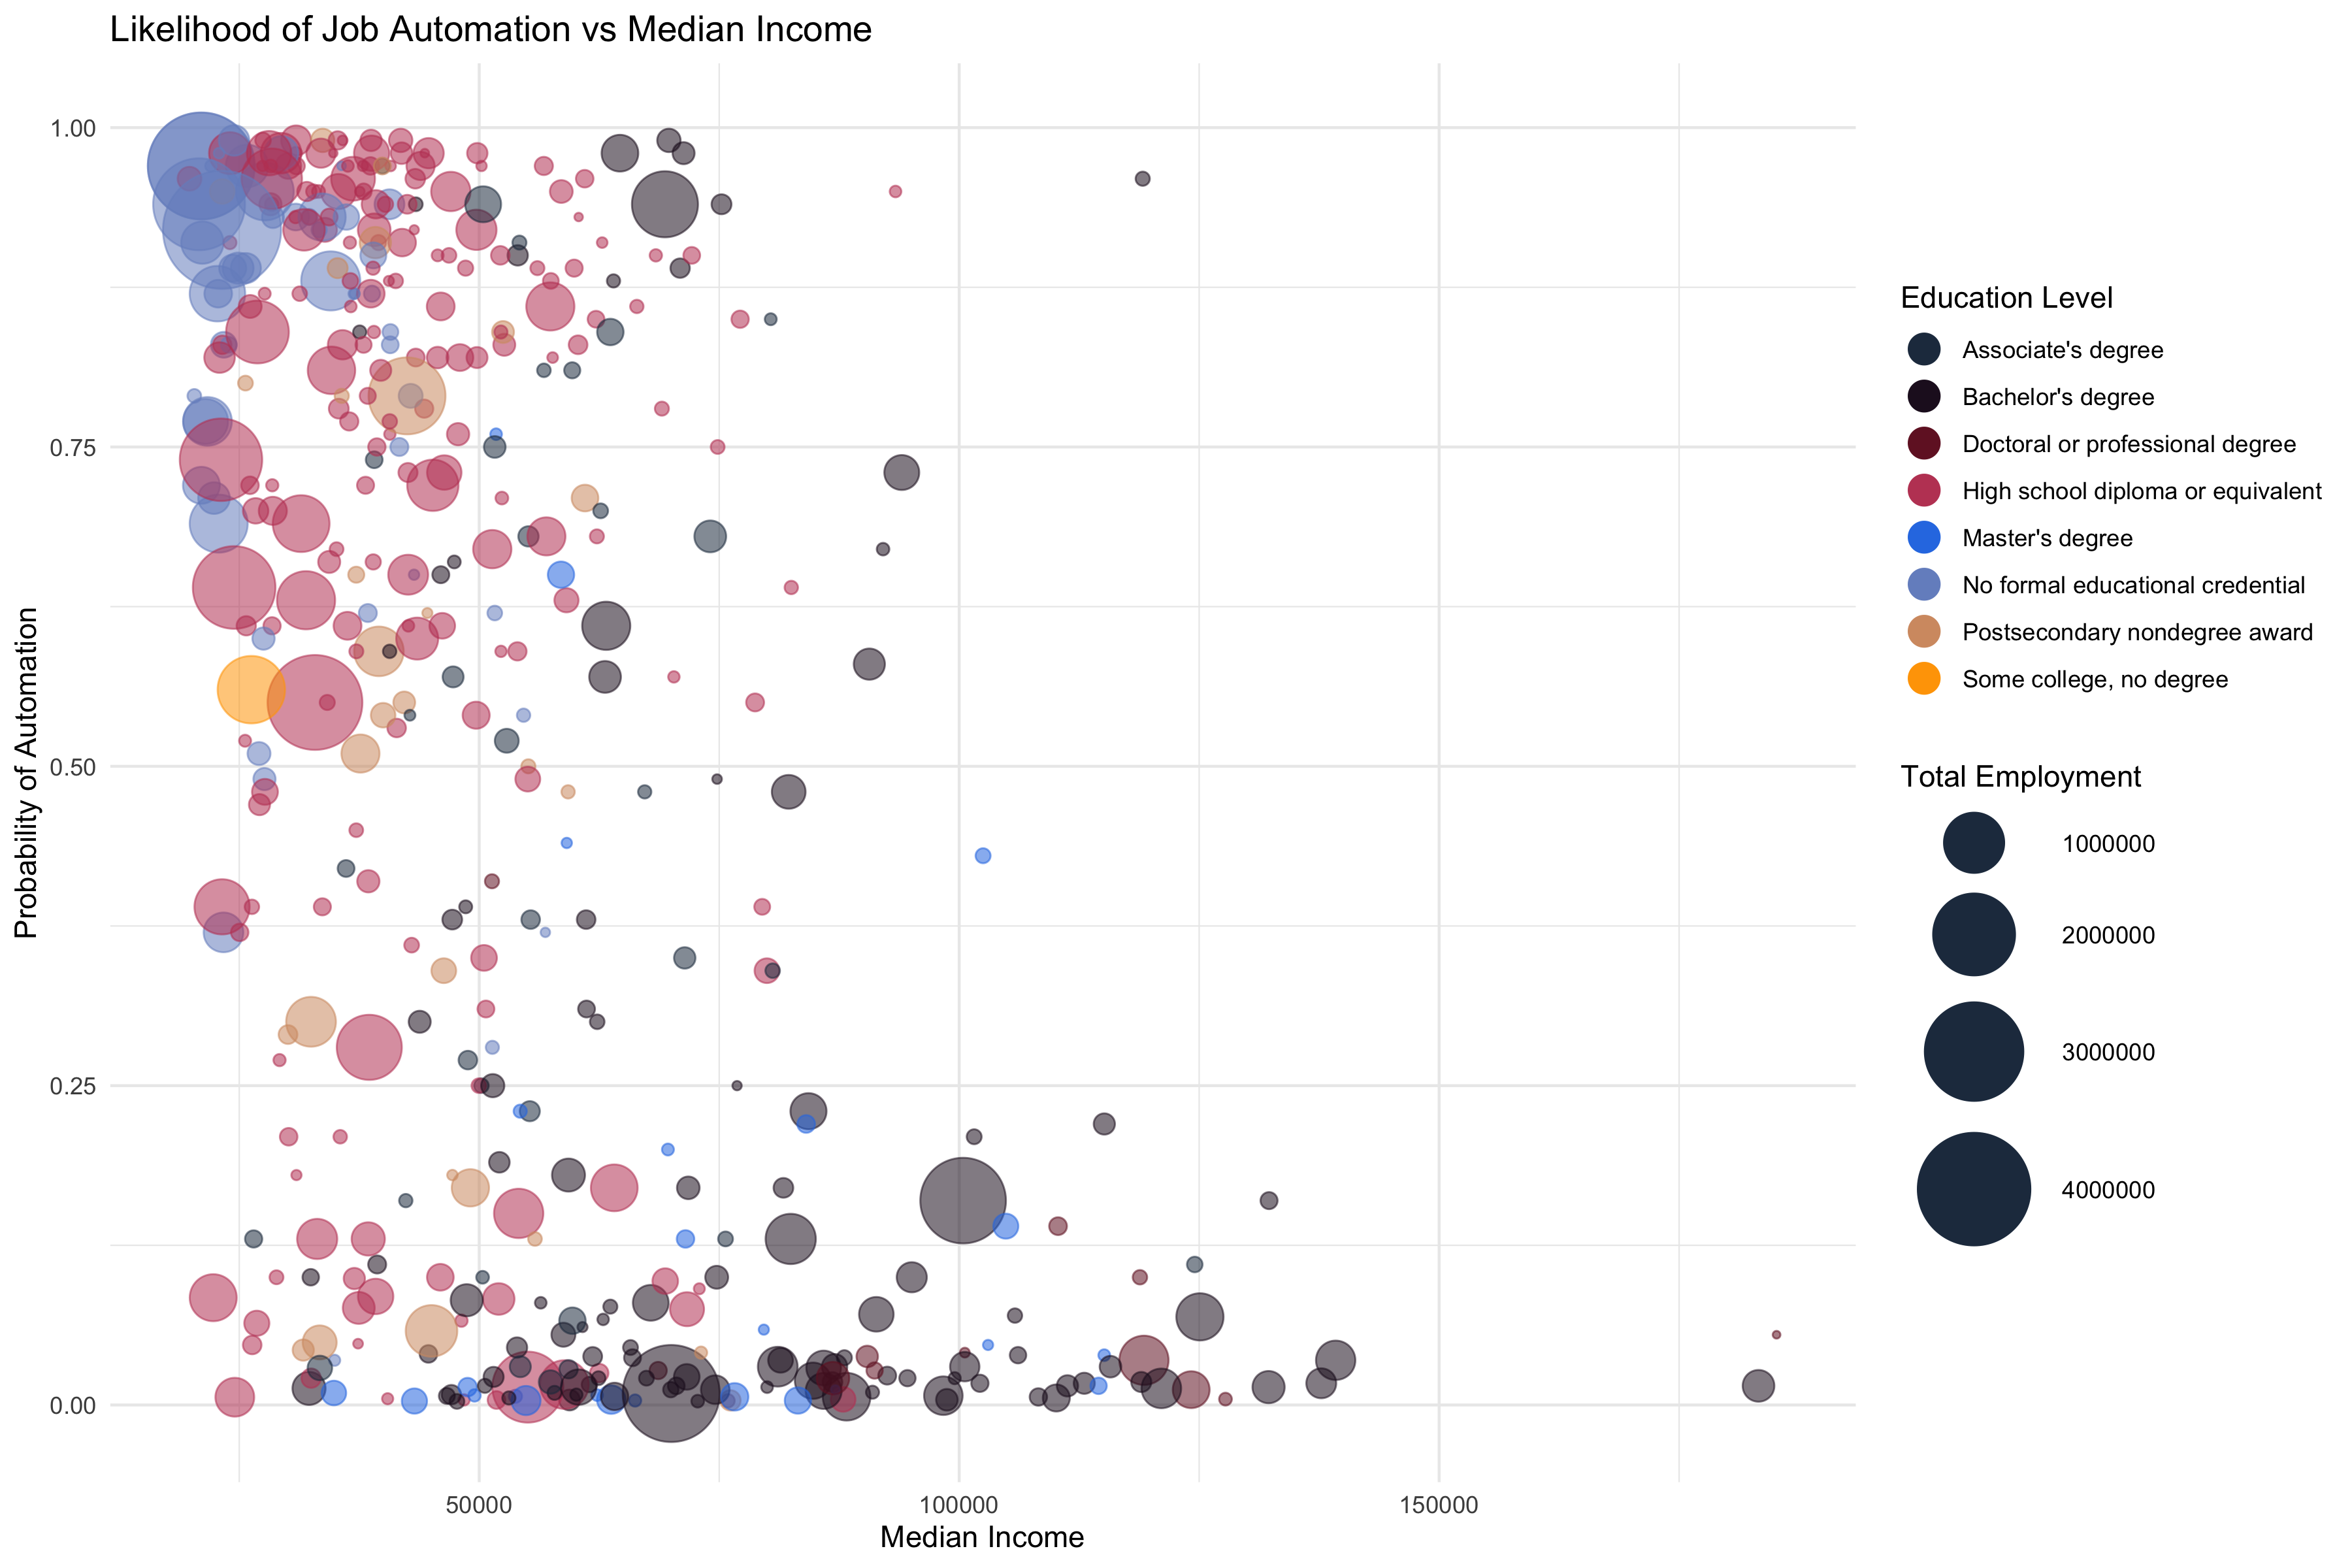 Likelihood of Job Automation vs Median Income
1.00
0.75
0.50
0.25
0.00
Probability of Automation
50000
100000
150000
Median Income
Education Level
Associate's degree
Bachelor's degree
Doctoral or professional degree
High school diploma or equivalent
Master's degree
No formal educational credential
Postsecondary nondegree award
Some college, no degree
Total Employment
1000000
2000000
3000000
4000000